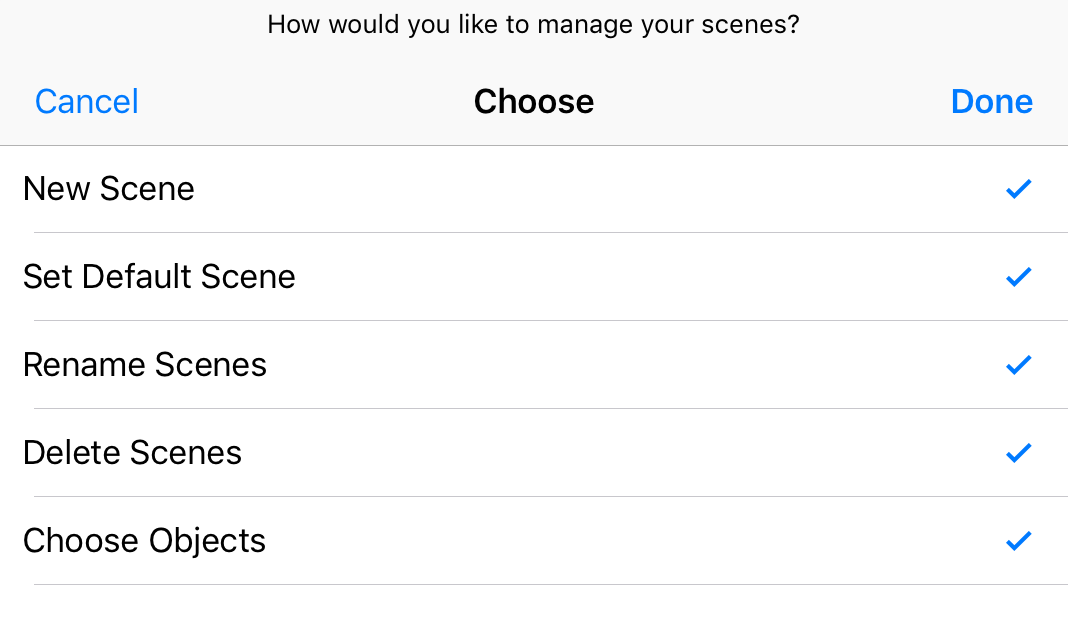 How would you like to manage your scenes?
Cancel Choose Done
New Scene
Set Default Scene
Rename Scenes
Delete Scenes
Choose Objects